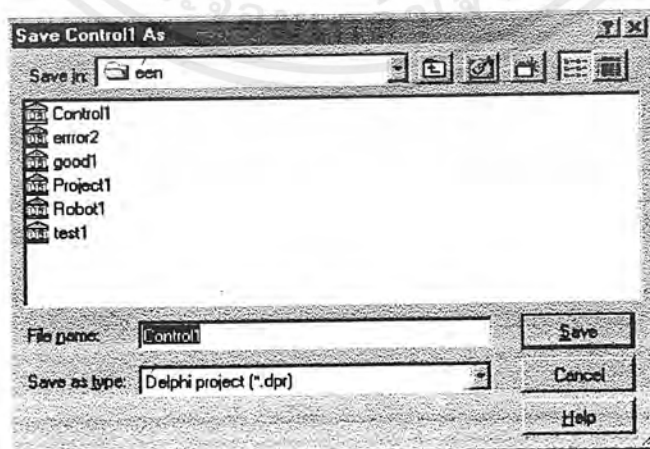 Save Control1 As
Save in: een
Control1
errror2
good1
Project1
Robot1
test1
File name: Control1
Save
Save as type: Delphi project (*.dpr)
Cancel
Help